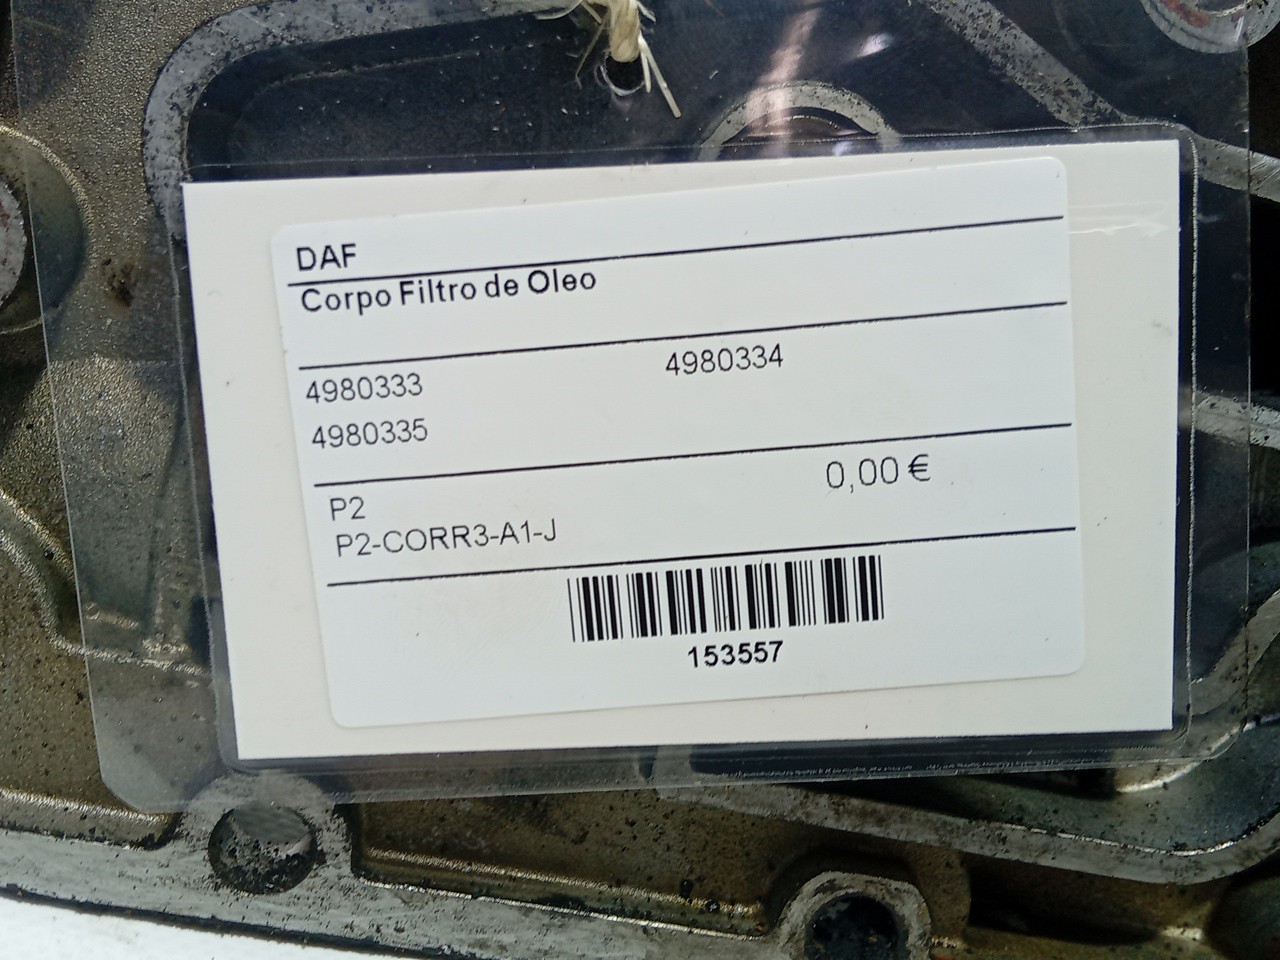 DAF
Corpo Filtro de Oleo
4980333 4980334
4980335
P2 0,00 €
P2-CORR3-A1-J
153557